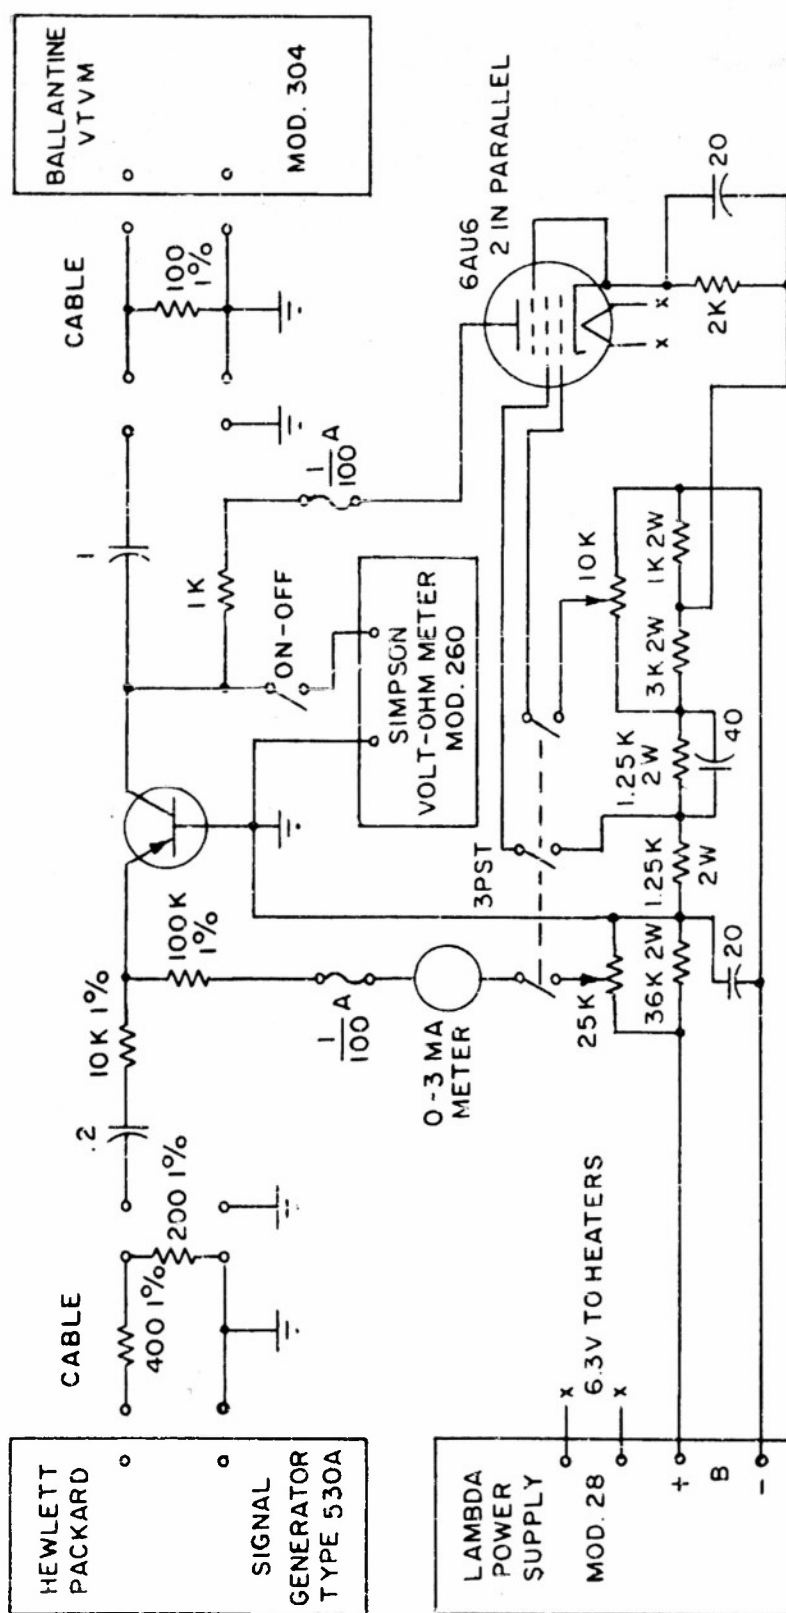 HEWLETT
PACKARD
SIGNAL
GENERATOR
TYPE 530A
CABLE
400 1%
200 1%
.2
10K 1%
100K
1%
1
1K
CABLE
100
1%
BALLANTINE
VTVM
MOD. 304
1/100 A
0-3 MA
METER
3PST
ON-OFF
SIMPSON
VOLT-OHM METER
MOD. 260
1/100 A
6AU6
2 IN PARALLEL
x
x
2K
20
LAMBDA
POWER
SUPPLY
MOD. 28
x
x
6.3V TO HEATERS
+
B
-
25K
36K 2W
20
1.25K
2W
1.25K
2W
40
3K 2W
1K 2W
10K